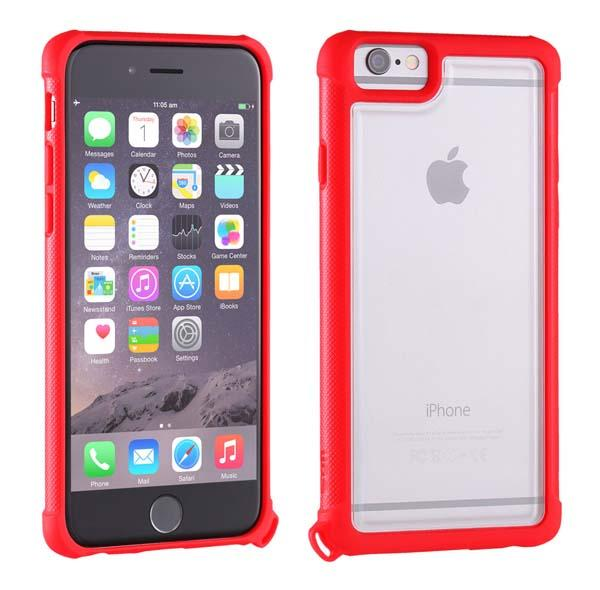 11:05 am
Thursday
1
Messages Calendar Photos Camera
Weather Clock Maps Videos
Notes Reminders Stocks Game Center
Newsstand iTunes Store App Store iBooks
Health Passbook Settings
Phone Mail Safari Music
iPhone